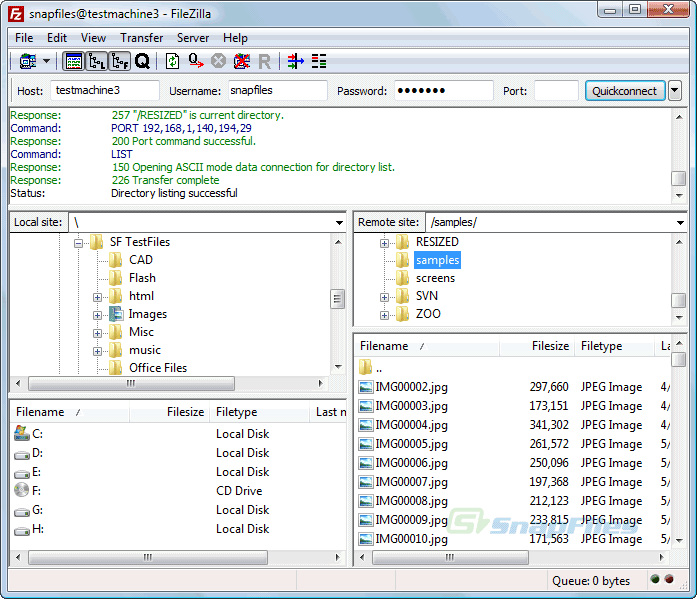 snapfiles@testmachine3 - FileZilla
File Edit View Transfer Server Help
Host: testmachine3 Username: snapfiles Password: ●●●●●●● Port: Quickconnect
Response: 257 "/RESIZED" is current directory.
Command: PORT 192,168,1,140,194,29
Response: 200 Port command successful.
Command: LIST
Response: 150 Opening ASCII mode data connection for directory list.
Response: 226 Transfer complete
Status: Directory listing successful
Local site: \
SF TestFiles
CAD
Flash
html
Images
Misc
music
Office Files
Filename / Filesize Filetype Last m
C: Local Disk
D: Local Disk
E: Local Disk
F: CD Drive
G: Local Disk
H: Local Disk
Remote site: /samples/
RESIZED
samples
screens
SVN
ZOO
Filename / Filesize Filetype La
..
IMG00002.jpg 297,660 JPEG Image 4/
IMG00003.jpg 173,151 JPEG Image 4/
IMG00004.jpg 341,302 JPEG Image 4/
IMG00005.jpg 261,572 JPEG Image 5/
IMG00006.jpg 250,096 JPEG Image 5/
IMG00007.jpg 197,368 JPEG Image 5/
IMG00008.jpg 212,123 JPEG Image 5/
IMG00009.jpg 233,815 JPEG Image 5/
IMG00010.jpg 171,563 JPEG Image 5/
SnapFiles
Queue: 0 bytes